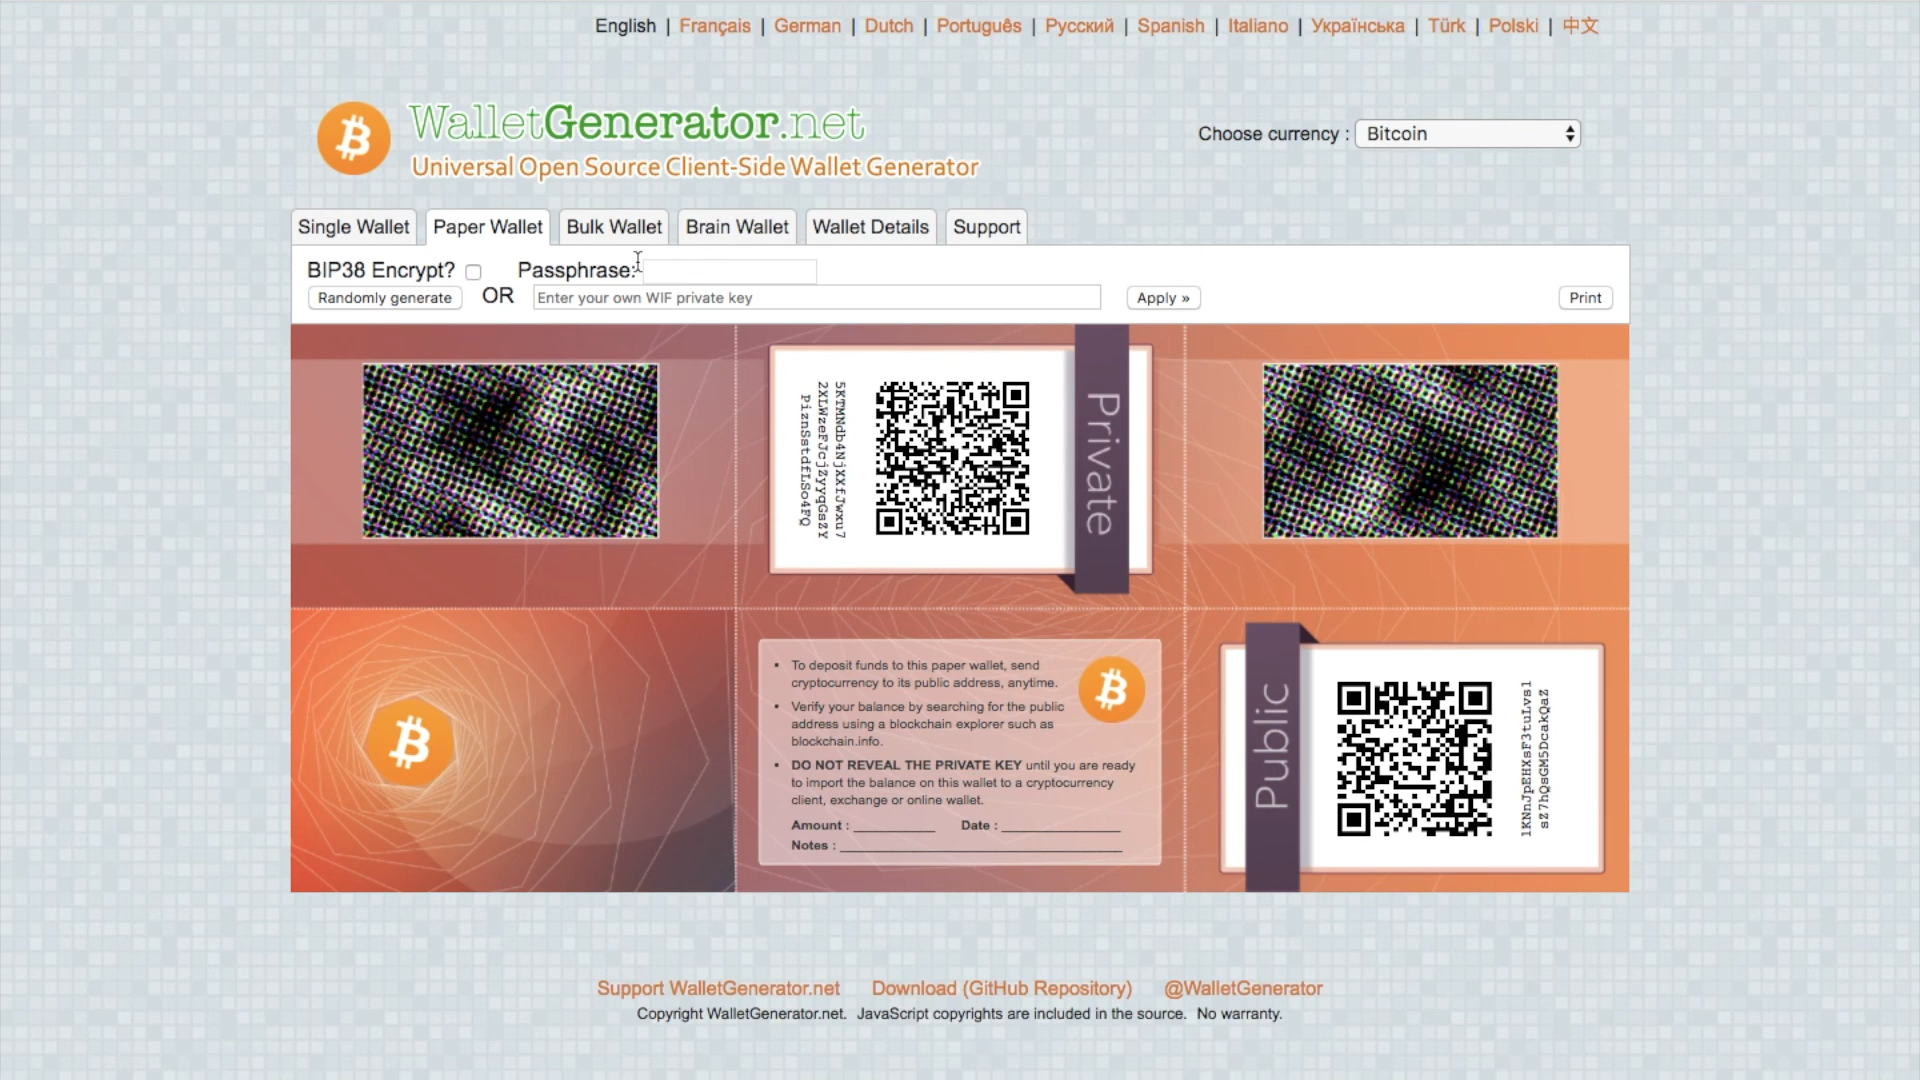 English | Français | German | Dutch | Português | Русский | Spanish | Italiano | Українська | Türk | Polski | 中文
WalletGenerator.net
Universal Open Source Client-Side Wallet Generator
Choose currency : Bitcoin
Single Wallet
Paper Wallet
Bulk Wallet
Brain Wallet
Wallet Details
Support
BIP38 Encrypt? Passphrase:
Randomly generate OR Enter your own WIF private key Apply » Print
Private
• To deposit funds to this paper wallet, send
cryptocurrency to its public address, anytime.
• Verify your balance by searching for the public
address using a blockchain explorer such as
blockchain.info.
• DO NOT REVEAL THE PRIVATE KEY until you are ready
to import the balance on this wallet to a cryptocurrency
client, exchange or online wallet.
Amount : Date :
Notes :
Public
Support WalletGenerator.net Download (GitHub Repository) @WalletGenerator
Copyright WalletGenerator.net. JavaScript copyrights are included in the source. No warranty.